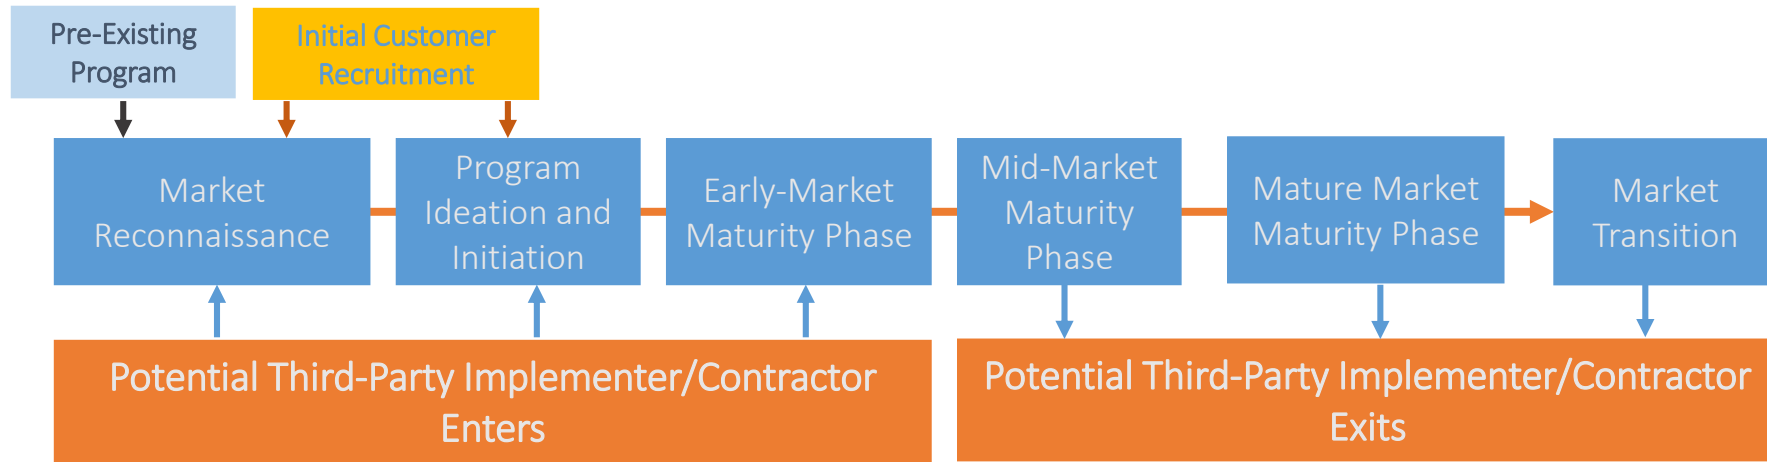 Pre-Existing
Program
Initial Customer
Recruitment
Market
Reconnaissance
Program
Ideation and
Initiation
Early-Market
Maturity Phase
Mid-Market
Maturity
Phase
Mature Market
Maturity Phase
Market
Transition
Potential Third-Party Implementer/Contractor
Enters
Potential Third-Party Implementer/Contractor
Exits